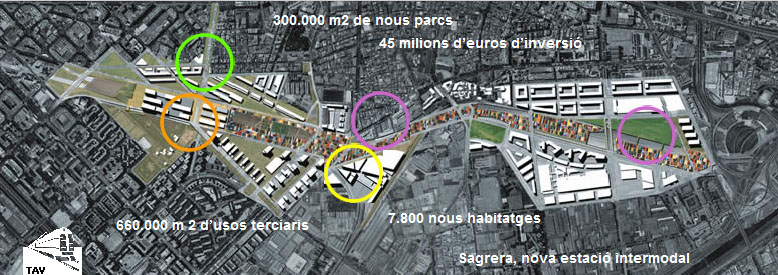 300.000 m2 de nous parcs
45 milions d'euros d'inversió
660.000 m 2 d'usos terciaris
7.800 nous habitatges
Sagrera, nova estació intermodal
TAV